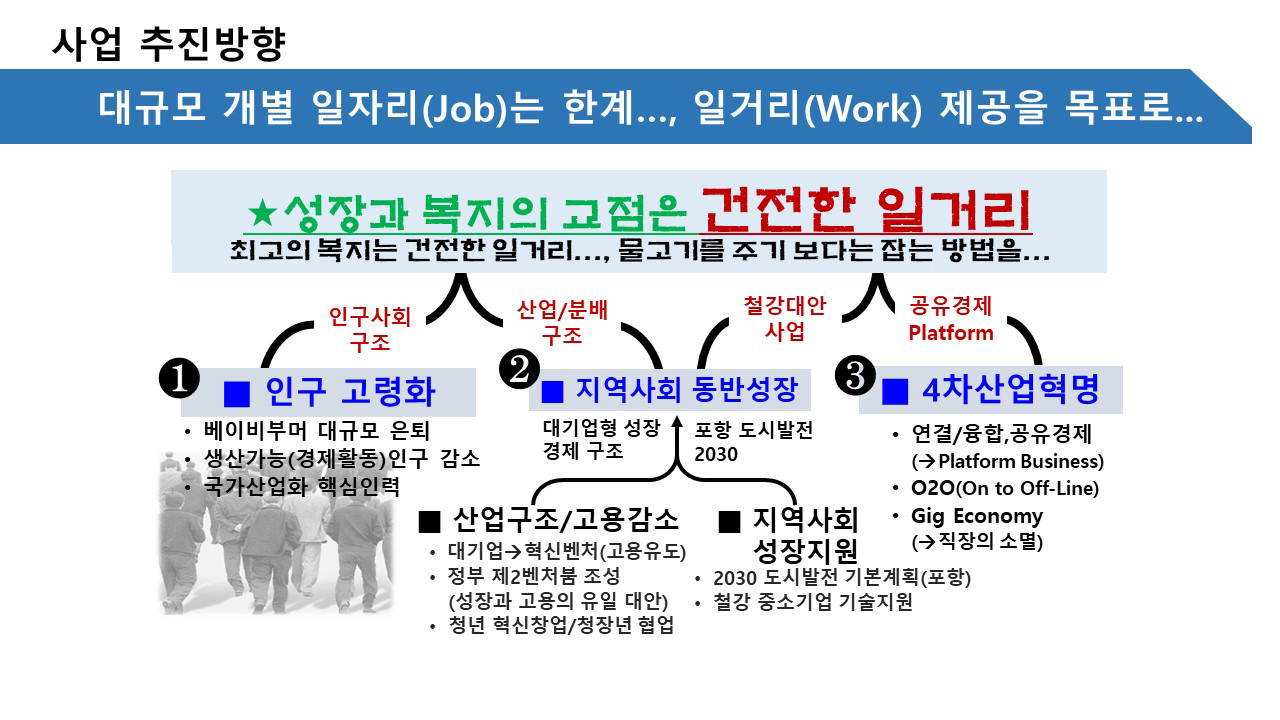 사업 추진방향
대규모 개별 일자리(Job)는 한계..., 일거리(Work) 제공을 목표로...
★성장과 복지의 교점은 건전한 일거리
최고의 복지는 건전한 일거리..., 물고기를 주기 보다는 잡는 방법을...
인구사회
구조
산업/분배
구조
철강대안
사업
공유경제
Platform
❶
■ 인구 고령화
• 베이비부머 대규모 은퇴
• 생산가능(경제활동)인구 감소
• 국가산업화 핵심인력
❷
■ 지역사회 동반성장
대기업형 성장
경제 구조
포항 도시발전
2030
■ 산업구조/고용감소
• 대기업→혁신벤처(고용유도)
• 정부 제2벤처붐 조성
(성장과 고용의 유일 대안)
• 청년 혁신창업/청장년 협업
■ 지역사회
성장지원
• 2030 도시발전 기본계획(포항)
• 철강 중소기업 기술지원
❸
■ 4차산업혁명
• 연결/융합,공유경제
(→Platform Business)
• O2O(On to Off-Line)
• Gig Economy
(→직장의 소멸)